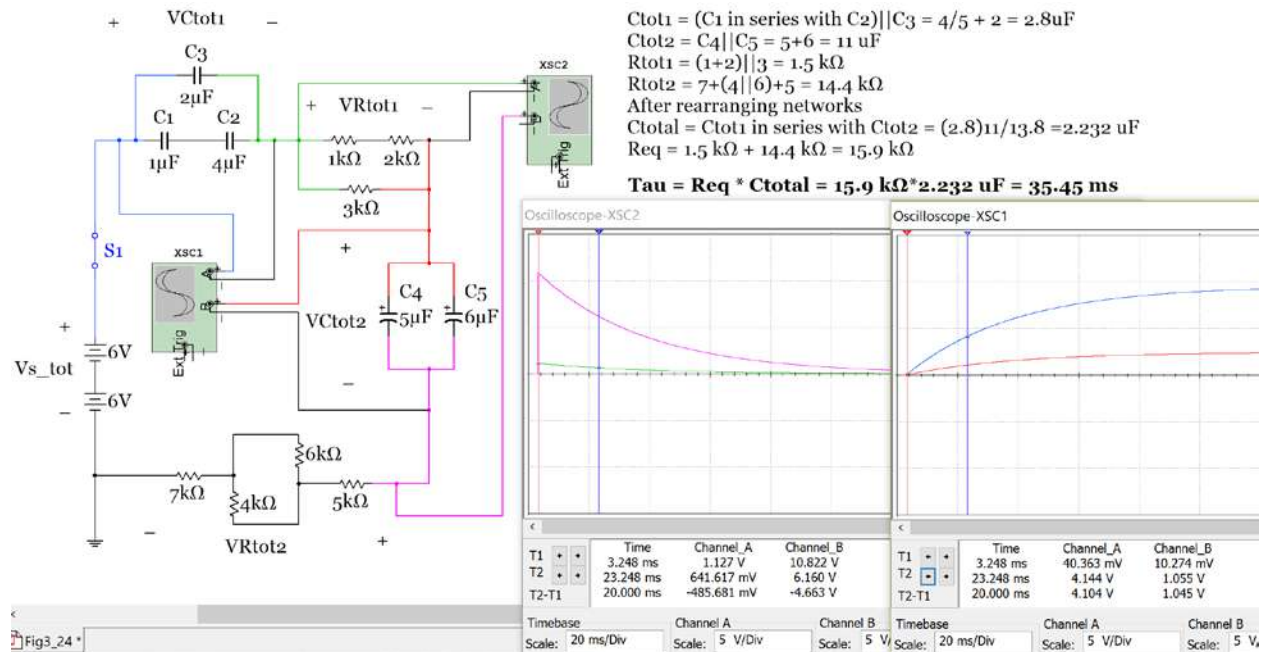 VCtot1
+ −
C3
2µF
C1 C2
1µF 4µF
+ VRtot1 −
1kΩ 2kΩ
3kΩ
XSC2
A
Ext Trig
Ctot1 = (C1 in series with C2)||C3 = 4/5 + 2 = 2.8uF
Ctot2 = C4||C5 = 5+6 = 11 uF
Rtot1 = (1+2)||3 = 1.5 kΩ
Rtot2 = 7+(4||6)+5 = 14.4 kΩ
After rearranging networks
Ctotal = Ctot1 in series with Ctot2 = (2.8)11/13.8 =2.232 uF
Req = 1.5 kΩ + 14.4 kΩ = 15.9 kΩ
Tau = Req * Ctotal = 15.9 kΩ*2.232 uF = 35.45 ms
S1
XSC1
A
B
Ext Trig
+
VCtot2
−
C4
5µF
C5
6µF
+
Vs_tot
−
6V
6V
7kΩ
4kΩ
6kΩ
5kΩ
− VRtot2 +
Fig3_24 *
Oscilloscope-XSC2
Time Channel_A Channel_B
T1 3.248 ms 1.127 V 10.822 V
T2 23.248 ms 641.617 mV 6.160 V
T2-T1 20.000 ms -485.681 mV -4.663 V
Timebase Channel A Channel B
Scale: 20 ms/Div Scale: 5 V/Div Scale: 5 V/
Oscilloscope-XSC1
Time Channel_A Channel_B
T1 3.248 ms 40.363 mV 10.274 mV
T2 23.248 ms 4.144 V 1.055 V
T2-T1 20.000 ms 4.104 V 1.045 V
Timebase Channel A Channel B
Scale: 20 ms/Div Scale: 5 V/Div Scale: 5 V